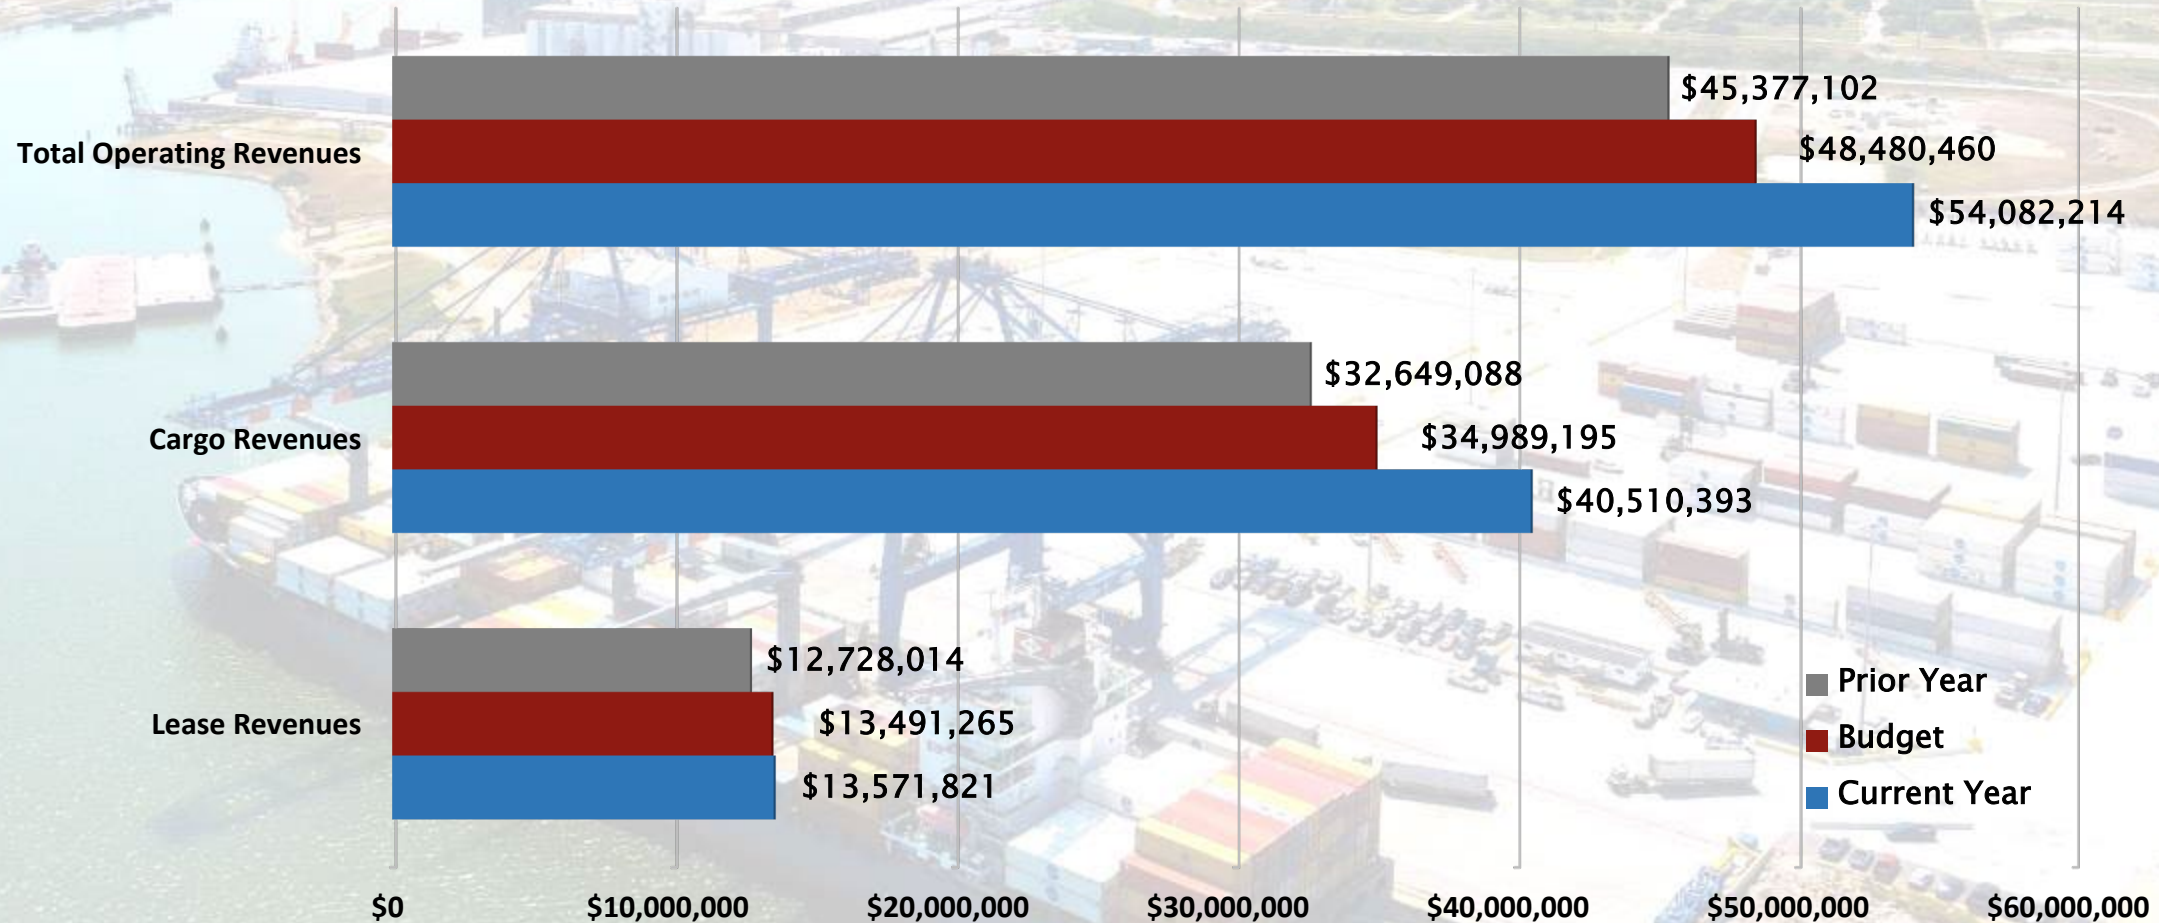 $45,377,102
Total Operating Revenues
$48,480,460
$54,082,214
$32,649,088
Cargo Revenues
$34,989,195
$40,510,393
$12,728,014
Lease Revenues
$13,491,265
$13,571,821
Prior Year
Budget
Current Year
$0 $10,000,000 $20,000,000 $30,000,000 $40,000,000 $50,000,000 $60,000,000